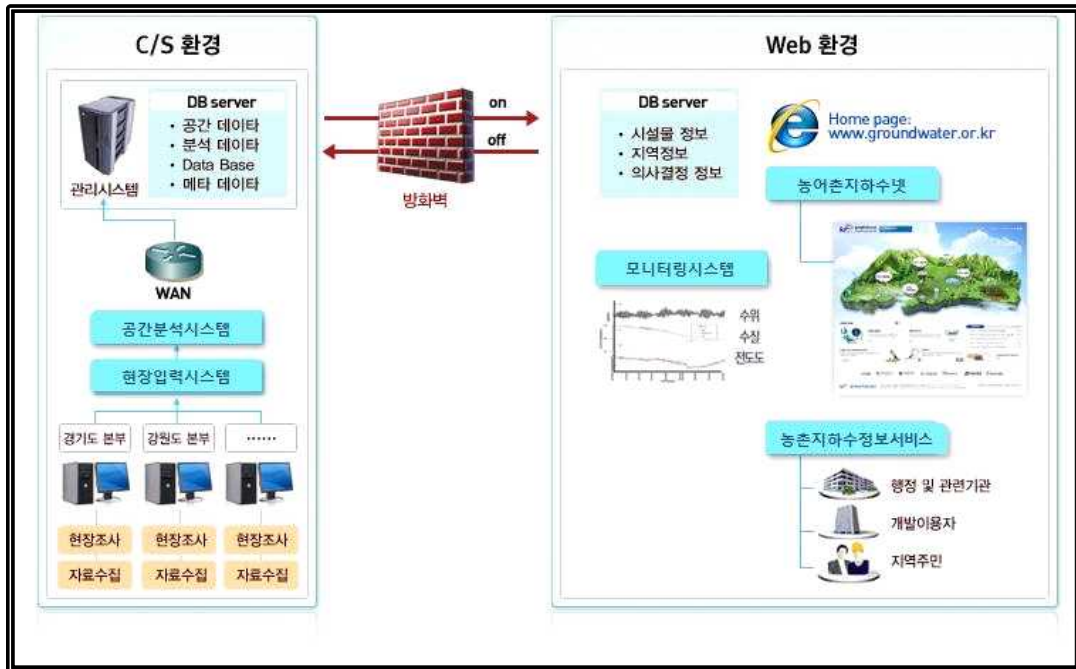 C/S 환경
DB server
• 공간 데이타
• 분석 데이타
• Data Base
• 메타 데이타
관리시스템
WAN
공간분석시스템
현장입력시스템
경기도 본부
강원도 본부
······
현장조사
현장조사
현장조사
자료수집
자료수집
자료수집
on
off
방화벽
Web 환경
DB server
• 시설물 정보
• 지역정보
• 의사결정 정보
Home page:
www.groundwater.or.kr
농어촌지하수넷
모니터링시스템
수위
수질
전도도
농촌지하수정보서비스
행정 및 관련기관
개발이용자
지역주민